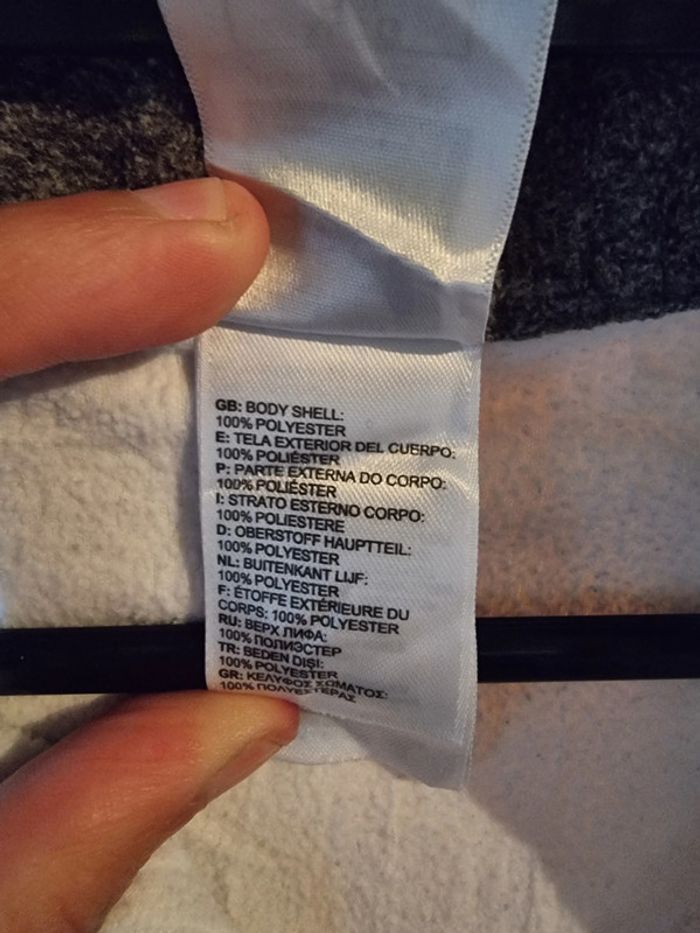 GB: BODY SHELL:
100% POLYESTER
E: TELA EXTERIOR DEL CUERPO:
100% POLIÉSTER
P: PARTE EXTERNA DO CORPO:
100% POLIÉSTER
I: STRATO ESTERNO CORPO:
100% POLIESTERE
D: OBERSTOFF HAUPTTEIL:
100% POLYESTER
NL: BUITENKANT LIJF:
100% POLYESTER
F: ÉTOFFE EXTÉRIEURE DU
CORPS: 100% POLYESTER
RU: ВЕРХ ЛИФА:
100% ПОЛИЭСТЕР
TR: BEDEN DIŞI:
100% POLYESTER
GR: ΚΕΛΥΦΟΣ ΣΩΜΑΤΟΣ:
100% ΠΟΛΥΕΣΤΕΡΑΣ